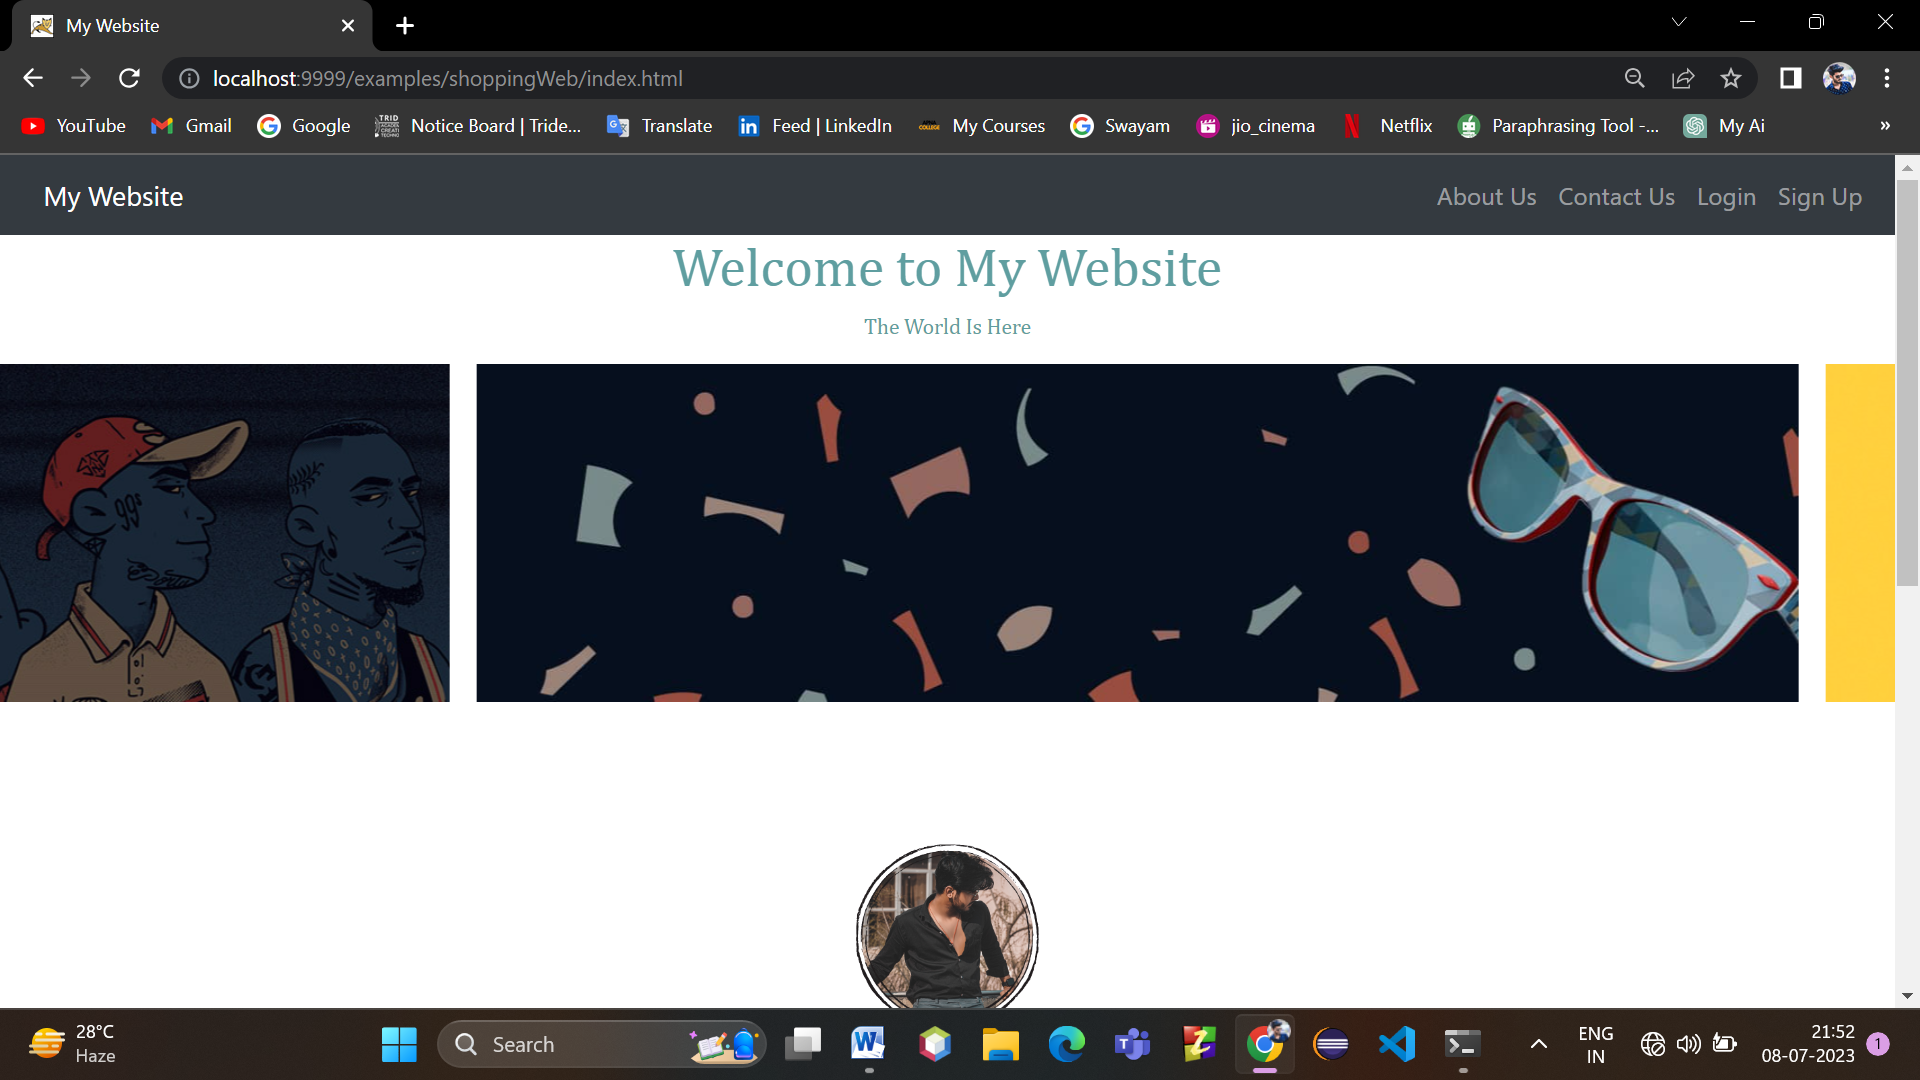 My Website
localhost:9999/examples/shoppingWeb/index.html
YouTube Gmail Google Notice Board | Tride... Translate Feed | LinkedIn My Courses Swayam jio_cinema Netflix Paraphrasing Tool -... My Ai »
My Website About Us Contact Us Login Sign Up
Welcome to My Website
The World Is Here
99
28°C
Haze
Search
ENG
IN
21:52
08-07-2023
1